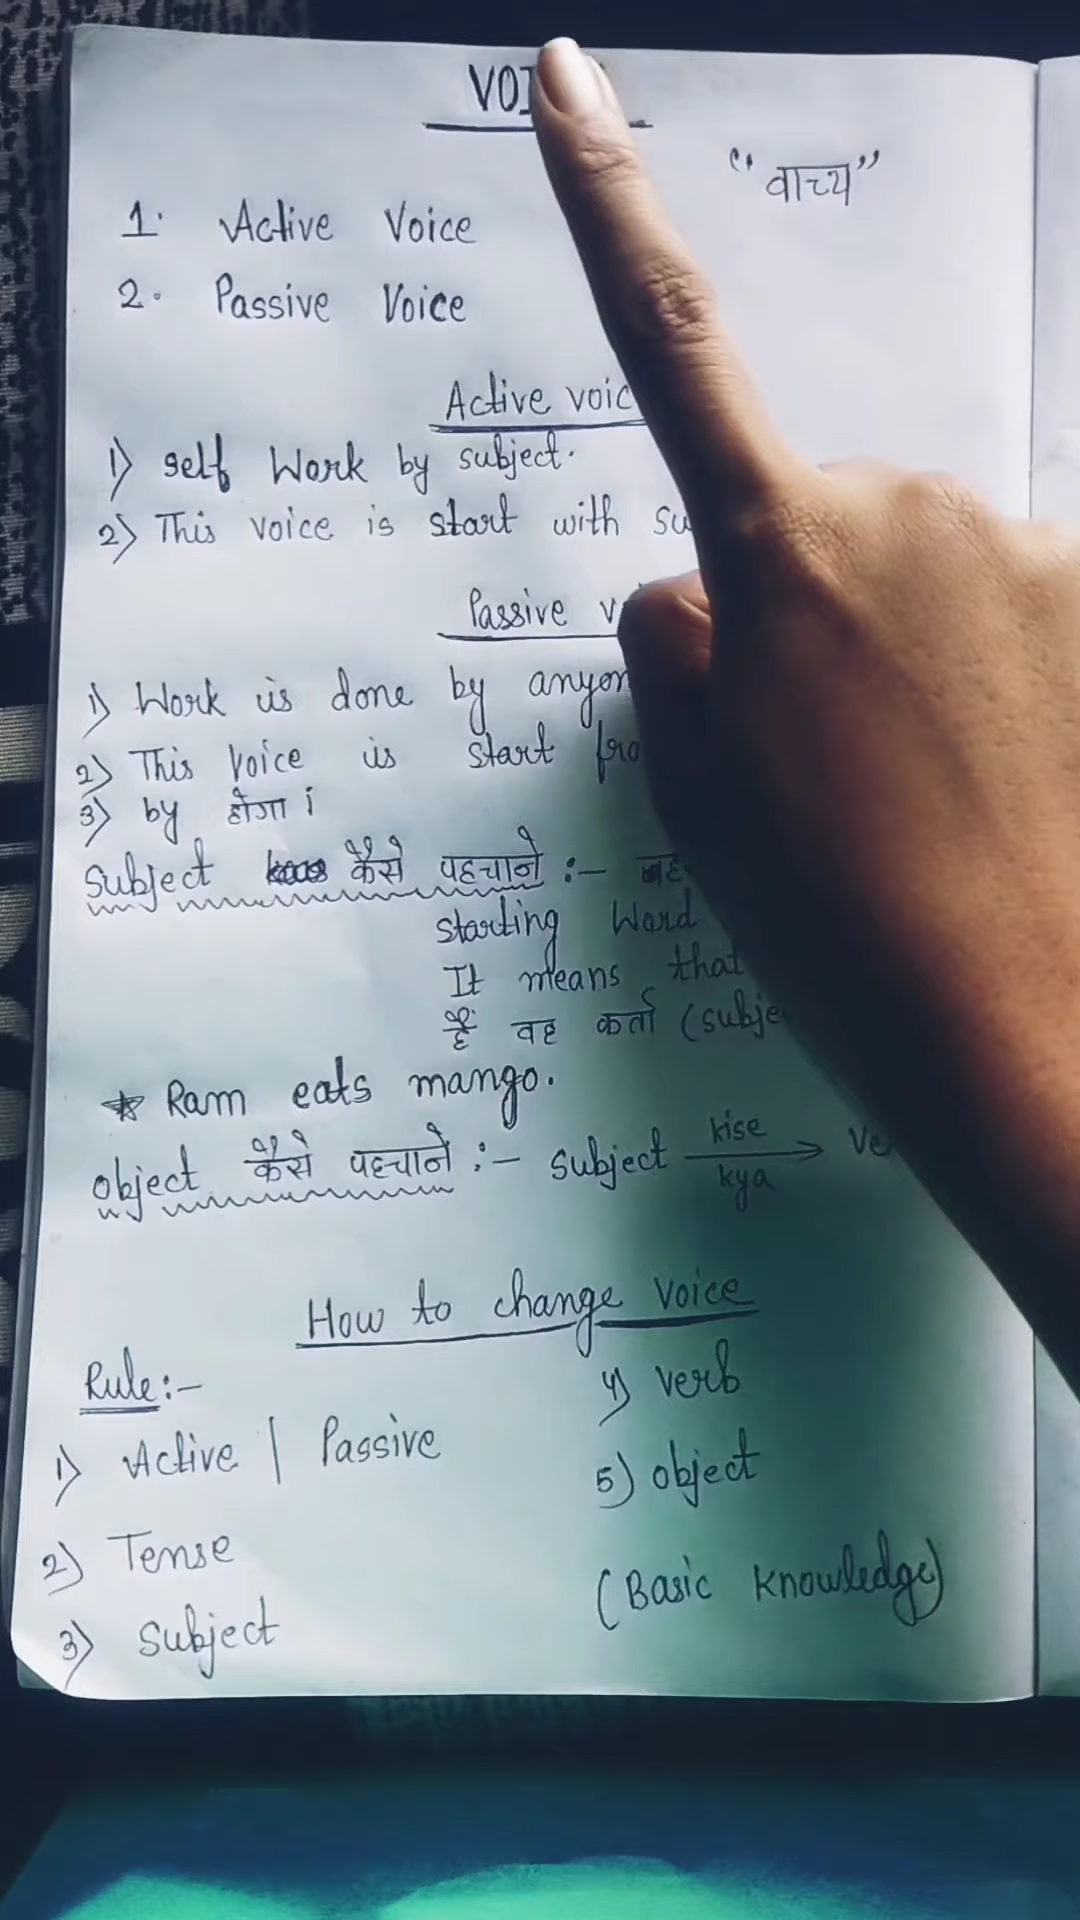 VOI
"वाच्य"
1. Active Voice
2. Passive Voice
Active voic
1) self Work by subject.
2) This voice is start with su
Passive v
1) Work is done by anyon
2) This Voice is start fro
3) by होगा i
Subject कैसे पहचाने :-
starting Word
It means that
हैं वह कर्ता (subje
★ Ram eats mango.
object कैसे पहचाने :- subject kise → Ve
kya
How to change Voice
Rule:-
1) Active | Passive
2) Tense
3) Subject
4) verb
5) object
(Basic knowledge)